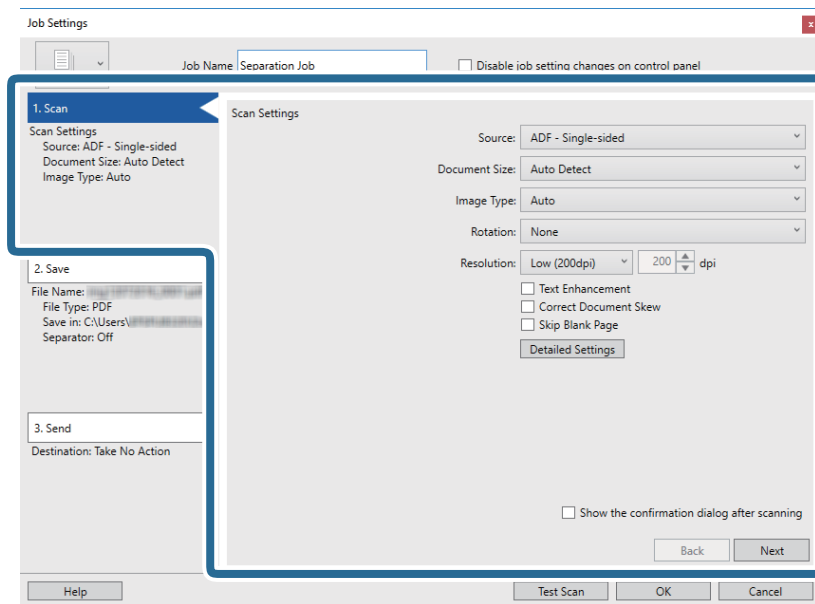 Job Settings
x
Job Name Separation Job Disable job setting changes on control panel
1. Scan
Scan Settings
Source: ADF - Single-sided
Document Size: Auto Detect
Image Type: Auto
2. Save
File Name:
File Type: PDF
Save in: C:\Users\
Separator: Off
3. Send
Destination: Take No Action
Scan Settings
Source: ADF - Single-sided
Document Size: Auto Detect
Image Type: Auto
Rotation: None
Resolution: Low (200dpi) 200 dpi
Text Enhancement
Correct Document Skew
Skip Blank Page
Detailed Settings
Show the confirmation dialog after scanning
Back Next
Help Test Scan OK Cancel